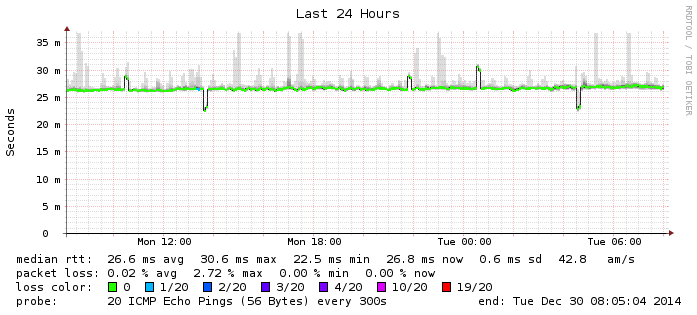 Last 24 Hours
RRDTOOL / TOBI OETIKER
Seconds
35 m
30 m
25 m
20 m
15 m
10 m
5 m
0
Mon 12:00 Mon 18:00 Tue 00:00 Tue 06:00
median rtt: 26.6 ms avg 30.6 ms max 22.5 ms min 26.8 ms now 0.6 ms sd 42.8 am/s
packet loss: 0.02 % avg 2.72 % max 0.00 % min 0.00 % now
loss color: 0 1/20 2/20 3/20 4/20 10/20 19/20
probe: 20 ICMP Echo Pings (56 Bytes) every 300s end: Tue Dec 30 08:05:04 2014